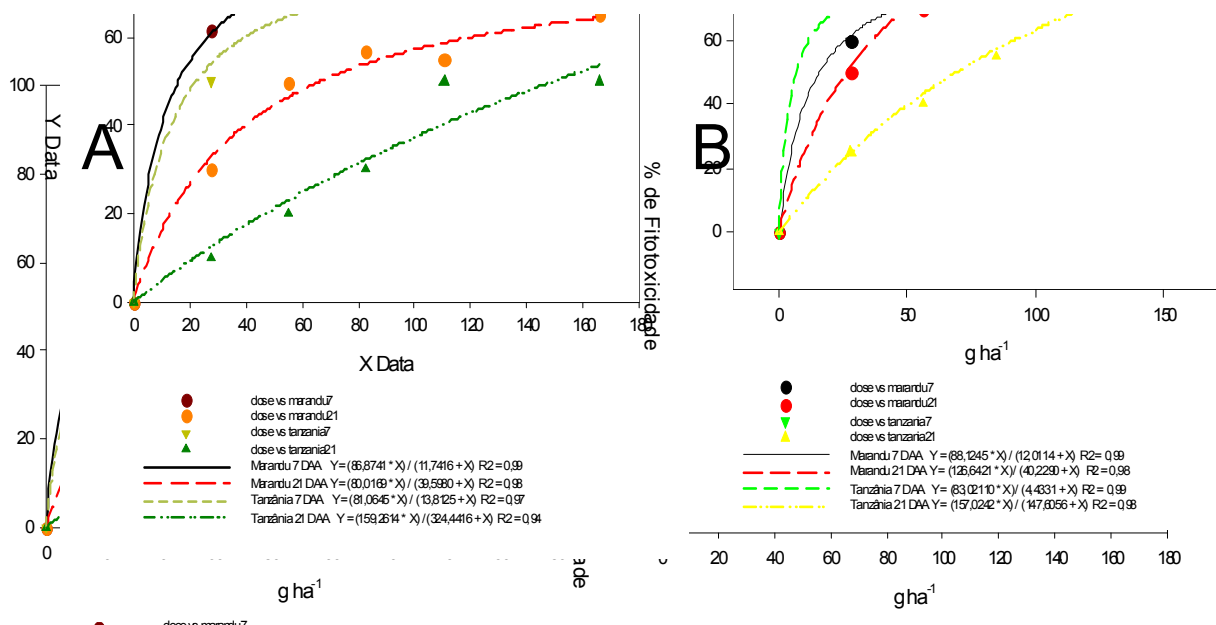 60
40
20
0
0 20 40 60 80 100 120 140 160 180
X Data
A
100
80
60
40
20
0
0
Y Data
dose vs marandu7
dose vs marandu21
dose vs tanzania7
dose vs tanzania21
Marandu 7 DAA Y = (86,8741 * X) / (11,7416 + X) R2 = 0,99
Marandu 21 DAA Y = (80,0169 * X) / (39,5980 + X) R2 = 0,98
Tanzânia 7 DAA Y = (81,0645 * X) / (13,8125 + X) R2 = 0,97
Tanzânia 21 DAA Y = (159,2614 * X) / (324,4416 + X) R2 = 0,94
g ha-1
dose vs marandu7
% de Fitotoxicidade
60
40
20
0
B
0 50 100 150
g ha-1
dose vs marandu7
dose vs marandu21
dose vs tanzania7
dose vs tanzania21
Marandu 7 DAA Y = (88,1245 * X) / (12,0114 + X) R2 = 0,99
Marandu 21 DAA Y = (126,6421 * X) / (40,2290 + X) R2 = 0,98
Tanzânia 7 DAA Y = (83,02110 * X) / (4,4331 + X) R2 = 0,99
Tanzânia 21 DAA Y = (157,0242 * X) / (147,6056 + X) R2 = 0,98
20 40 60 80 100 120 140 160 180
g ha-1